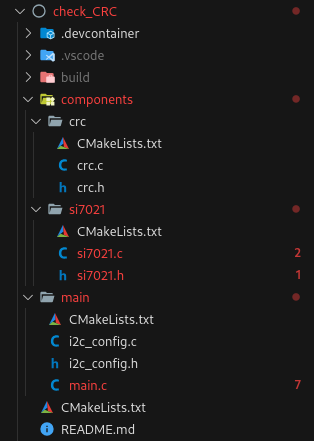 check_CRC
.devcontainer
.vscode
build
components
crc
CMakeLists.txt
C crc.c
h crc.h
si7021
CMakeLists.txt
C si7021.c 2
h si7021.h 1
main
CMakeLists.txt
C i2c_config.c
h i2c_config.h
C main.c 7
CMakeLists.txt
README.md